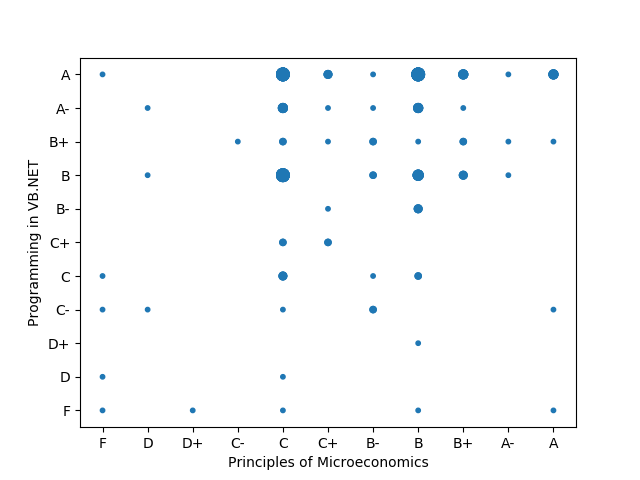 Programming in VB.NET
A
A-
B+
B
B-
C+
C
C-
D+
D
F
F D D+ C- C C+ B- B B+ A- A
Principles of Microeconomics